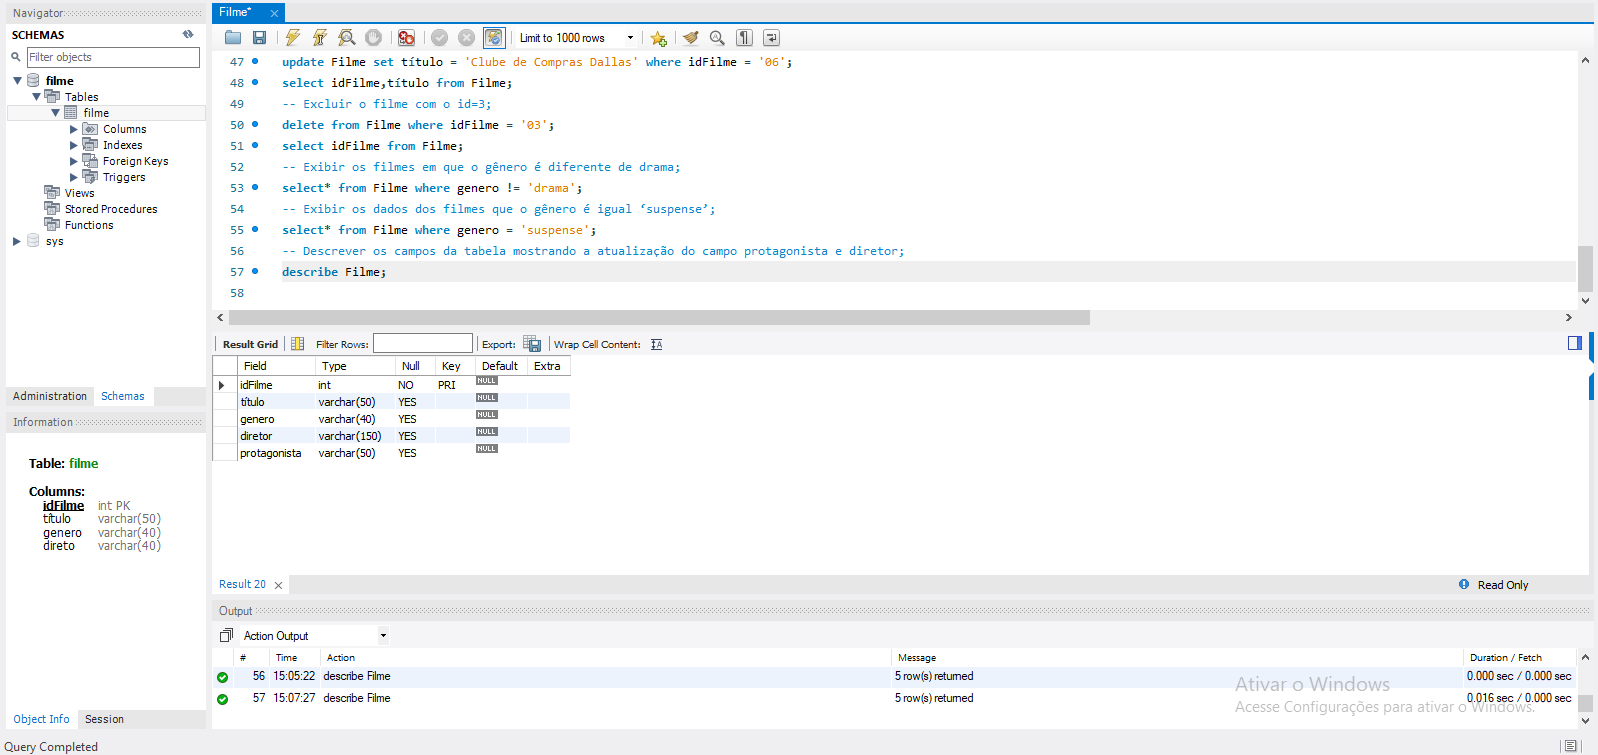 Navigator
SCHEMAS
Filter objects
filme
Tables
filme
Columns
Indexes
Foreign Keys
Triggers
Views
Stored Procedures
Functions
sys
Administration Schemas
Information
Table: filme
Columns:
idFilme int PK
título varchar(50)
genero varchar(40)
direto varchar(40)
Object Info Session
Query Completed
Filme*
Limit to 1000 rows
47 update Filme set título = 'Clube de Compras Dallas' where idFilme = '06';
48 select idFilme,título from Filme;
49 -- Excluir o filme com o id=3;
50 delete from Filme where idFilme = '03';
51 select idFilme from Filme;
52 -- Exibir os filmes em que o gênero é diferente de drama;
53 select* from Filme where genero != 'drama';
54 -- Exibir os dados dos filmes que o gênero é igual ‘suspense’;
55 select* from Filme where genero = 'suspense';
56 -- Descrever os campos da tabela mostrando a atualização do campo protagonista e diretor;
57 describe Filme;
58
Result Grid Filter Rows: Export: Wrap Cell Content:
Field Type Null Key Default Extra
idFilme int NO PRI NULL
título varchar(50) YES NULL
genero varchar(40) YES NULL
diretor varchar(150) YES NULL
protagonista varchar(50) YES NULL
Result 20 Read Only
Output
Action Output
# Time Action Message Duration / Fetch
56 15:05:22 describe Filme 5 row(s) returned 0.000 sec / 0.000 sec
57 15:07:27 describe Filme 5 row(s) returned 0.016 sec / 0.000 sec
Ativar o Windows
Acesse Configurações para ativar o Windows.